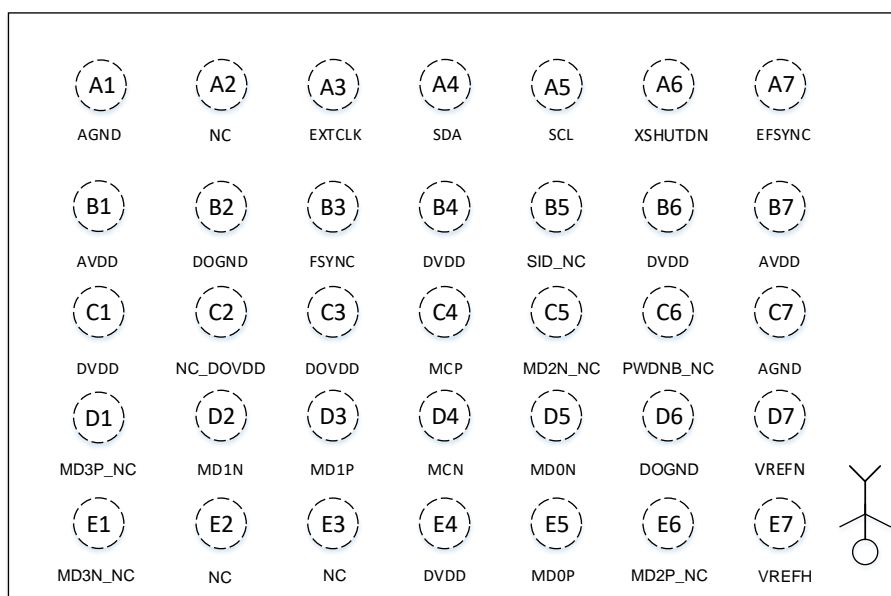 A1 A2 A3 A4 A5 A6 A7
AGND NC EXTCLK SDA SCL XSHUTDN EFSYNC
B1 B2 B3 B4 B5 B6 B7
AVDD DOGND FSYNC DVDD SID_NC DVDD AVDD
C1 C2 C3 C4 C5 C6 C7
DVDD NC_DOVDD DOVDD MCP MD2N_NC PWDNB_NC AGND
D1 D2 D3 D4 D5 D6 D7
MD3P_NC MD1N MD1P MCN MD0N DOGND VREFN
E1 E2 E3 E4 E5 E6 E7
MD3N_NC NC NC DVDD MD0P MD2P_NC VREFH